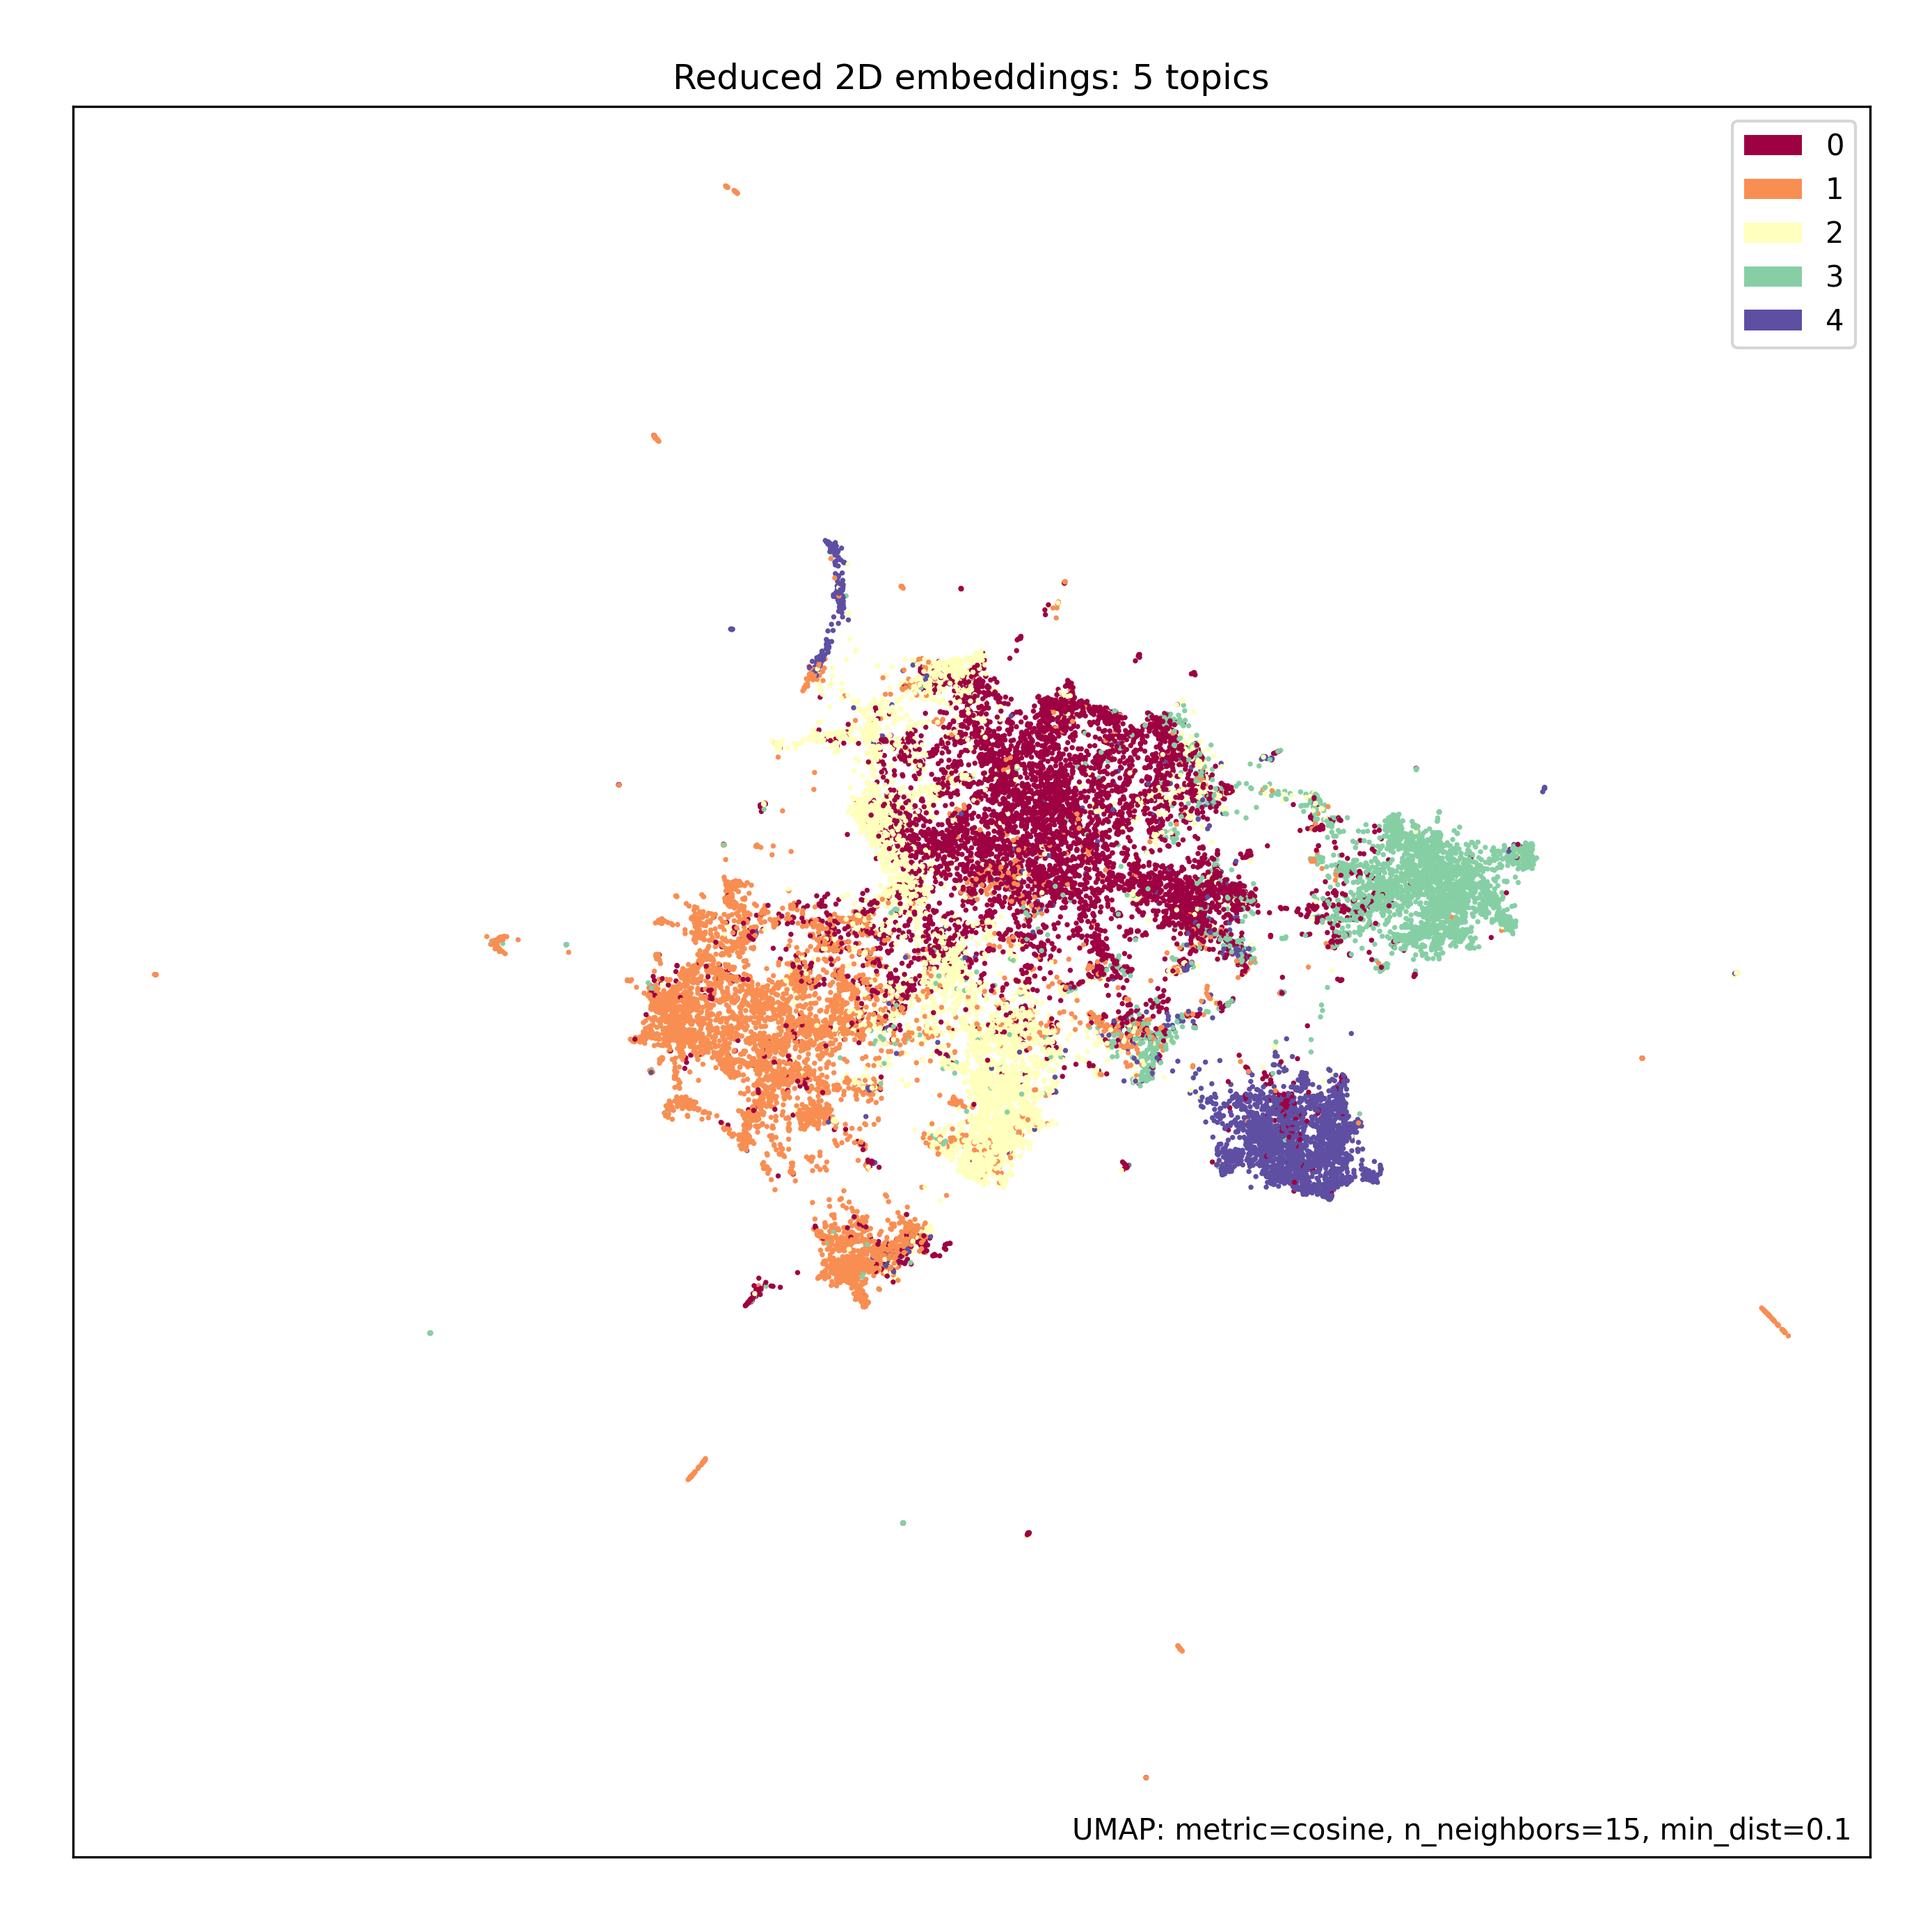 Reduced 2D embeddings: 5 topics
0
1
2
3
4
UMAP: metric=cosine, n_neighbors=15, min_dist=0.1